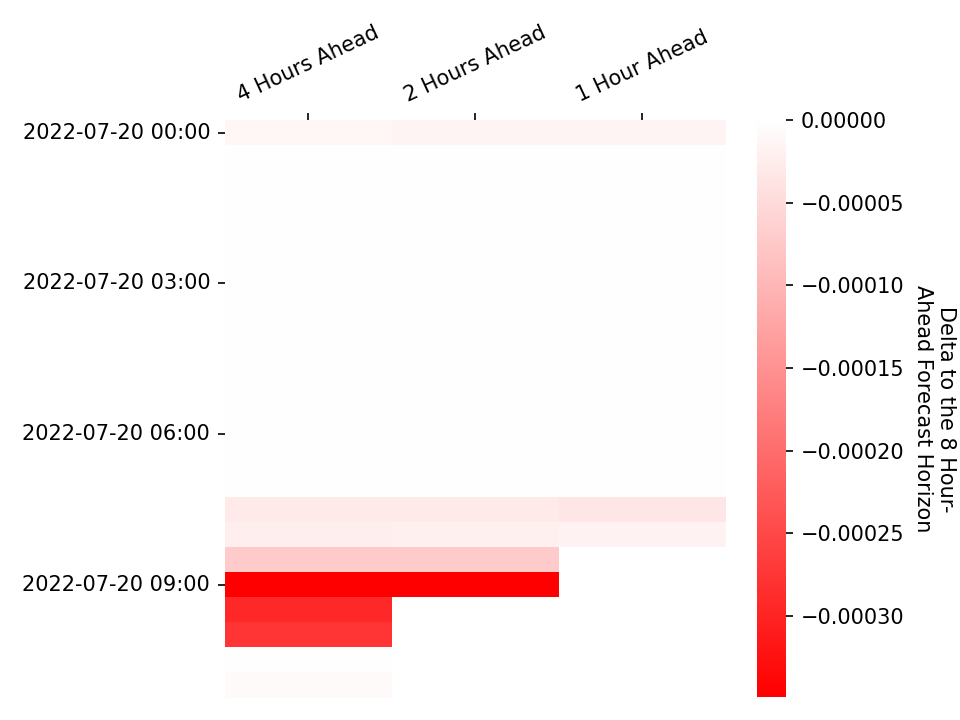 4 Hours Ahead
2 Hours Ahead
1 Hour Ahead
2022-07-20 00:00
2022-07-20 03:00
2022-07-20 06:00
2022-07-20 09:00
0.00000
−0.00005
−0.00010
−0.00015
−0.00020
−0.00025
−0.00030
Delta to the 8 Hour-
Ahead Forecast Horizon